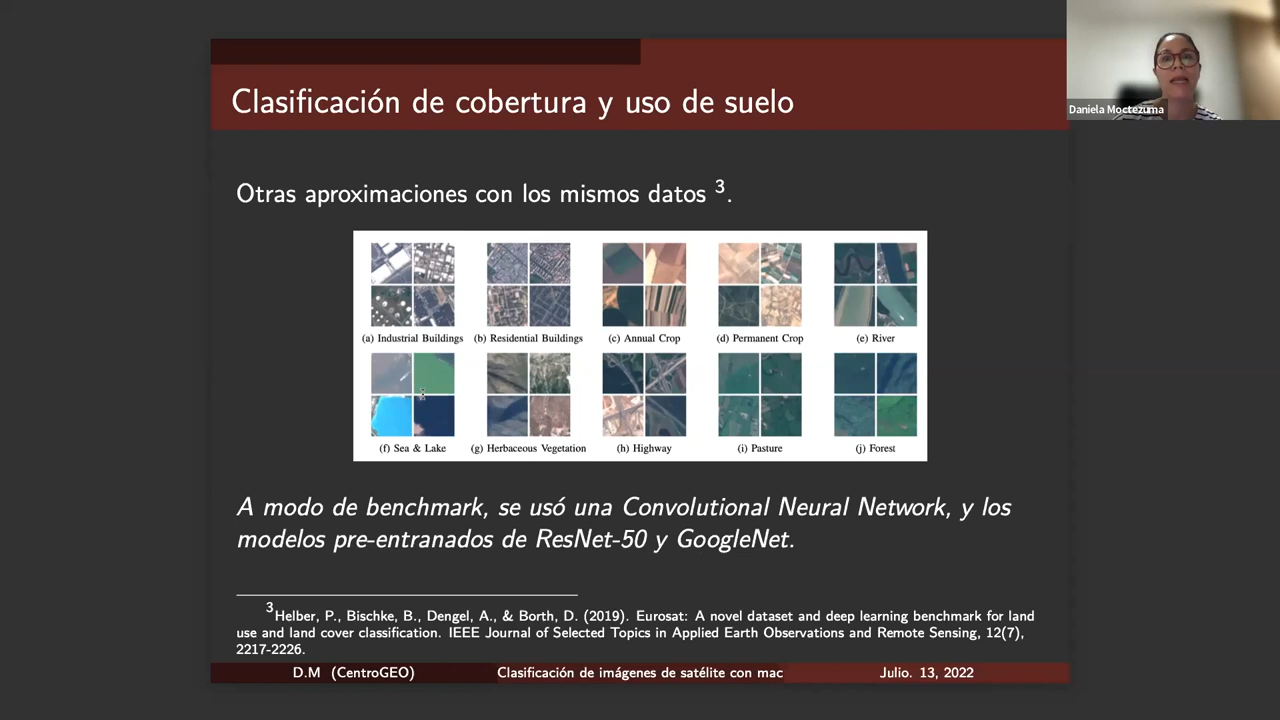 Clasificación de cobertura y uso de suelo
Daniela Moctezuma
Otras aproximaciones con los mismos datos 3.
(a) Industrial Buildings (b) Residential Buildings (c) Annual Crop (d) Permanent Crop (e) River
(f) Sea & Lake (g) Herbaceous Vegetation (h) Highway (i) Pasture (j) Forest
A modo de benchmark, se usó una Convolutional Neural Network, y los
modelos pre-entranados de ResNet-50 y GoogleNet.
3Helber, P., Bischke, B., Dengel, A., & Borth, D. (2019). Eurosat: A novel dataset and deep learning benchmark for land
use and land cover classification. IEEE Journal of Selected Topics in Applied Earth Observations and Remote Sensing, 12(7),
2217-2226.
D.M (CentroGEO) Clasificación de imágenes de satélite con mac Julio. 13, 2022